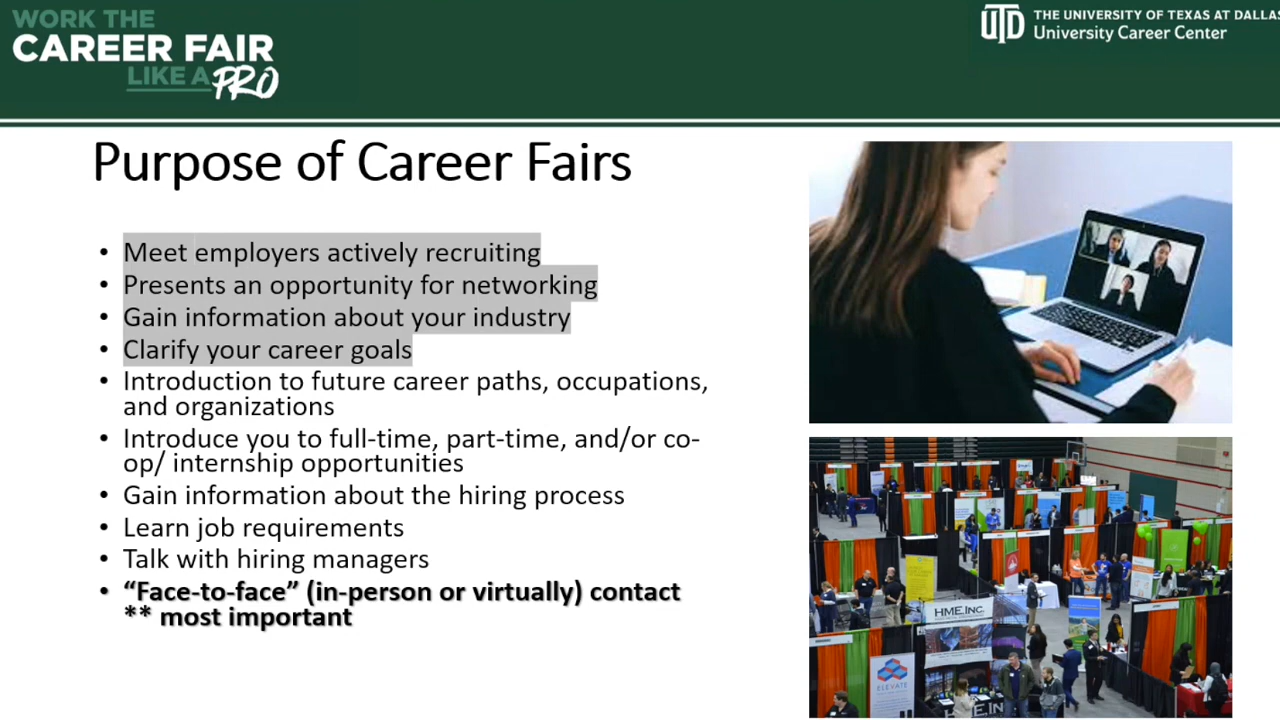 WORK THE
CAREER FAIR
LIKE A PRO
UTD
THE UNIVERSITY OF TEXAS AT DALLAS
University Career Center
Purpose of Career Fairs
• Meet employers actively recruiting
• Presents an opportunity for networking
• Gain information about your industry
• Clarify your career goals
• Introduction to future career paths, occupations,
and organizations
• Introduce you to full-time, part-time, and/or co-
op/ internship opportunities
• Gain information about the hiring process
• Learn job requirements
• Talk with hiring managers
• “Face-to-face” (in-person or virtually) contact
** most important
HME, INC.
ELEVATE